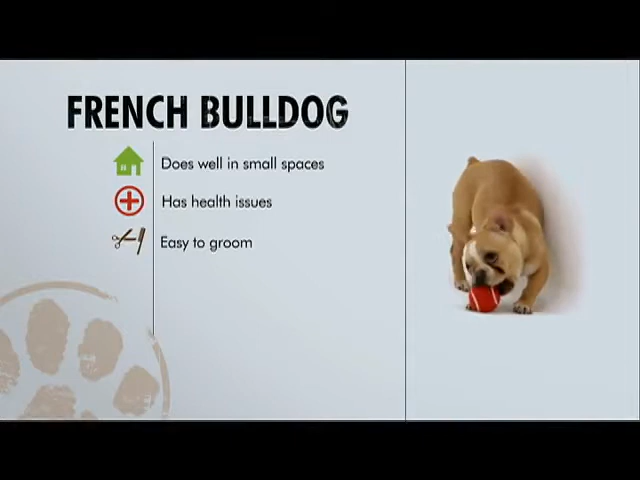 FRENCH BULLDOG
Does well in small spaces
Has health issues
Easy to groom